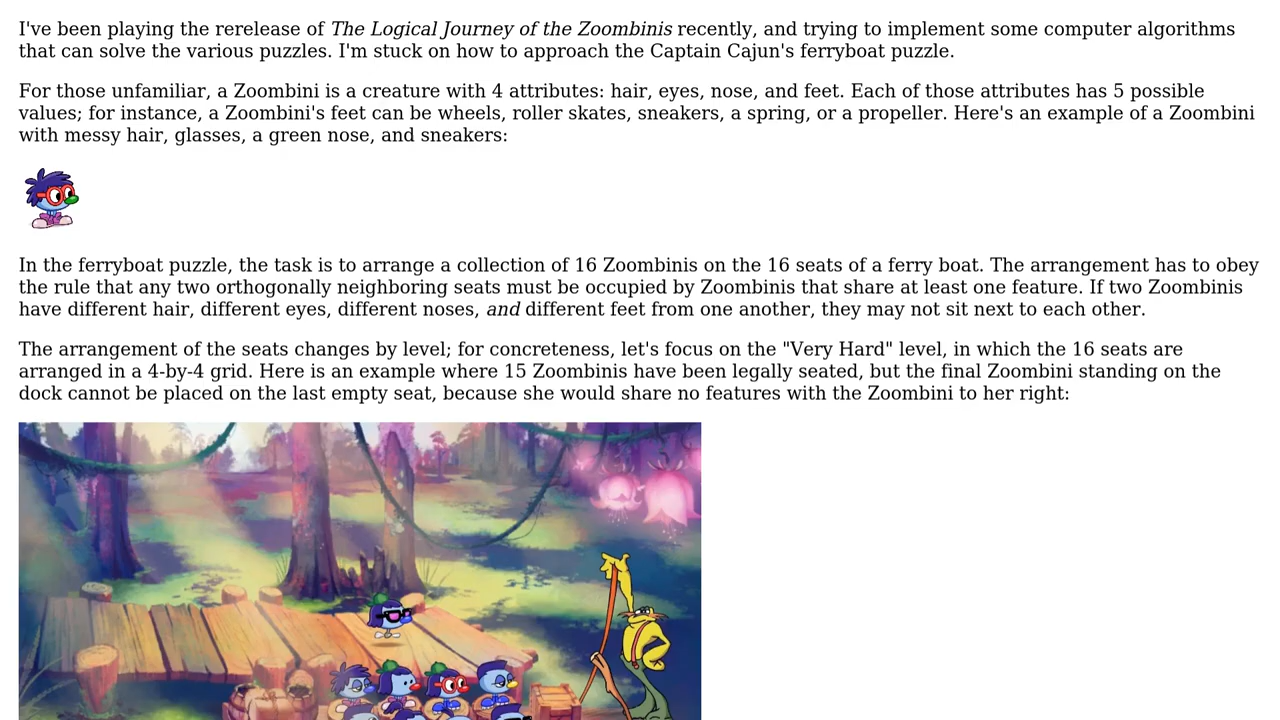 I've been playing the rerelease of The Logical Journey of the Zoombinis recently, and trying to implement some computer algorithms
that can solve the various puzzles. I'm stuck on how to approach the Captain Cajun's ferryboat puzzle.
For those unfamiliar, a Zoombini is a creature with 4 attributes: hair, eyes, nose, and feet. Each of those attributes has 5 possible
values; for instance, a Zoombini's feet can be wheels, roller skates, sneakers, a spring, or a propeller. Here's an example of a Zoombini
with messy hair, glasses, a green nose, and sneakers:
In the ferryboat puzzle, the task is to arrange a collection of 16 Zoombinis on the 16 seats of a ferry boat. The arrangement has to obey
the rule that any two orthogonally neighboring seats must be occupied by Zoombinis that share at least one feature. If two Zoombinis
have different hair, different eyes, different noses, and different feet from one another, they may not sit next to each other.
The arrangement of the seats changes by level; for concreteness, let's focus on the "Very Hard" level, in which the 16 seats are
arranged in a 4-by-4 grid. Here is an example where 15 Zoombinis have been legally seated, but the final Zoombini standing on the
dock cannot be placed on the last empty seat, because she would share no features with the Zoombini to her right: